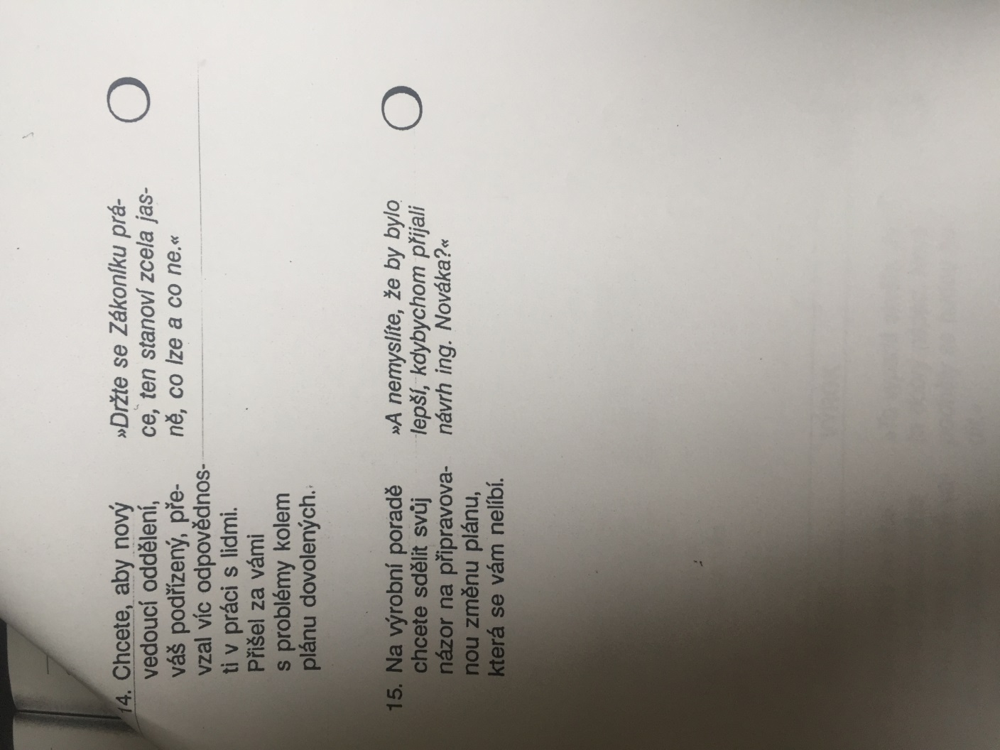 14. Chcete, aby nový
vedoucí oddělení,
váš podřízený, pře-
vzal víc odpovědnos-
ti v práci s lidmi.
Přišel za vámi
s problémy kolem
plánu dovolených.
»Držte se Zákoníku prá-
ce, ten stanoví zcela jas-
ně, co lze a co ne.«
15. Na výrobní poradě
chcete sdělit svůj
názor na připravova-
nou změnu plánu,
která se vám nelíbí.
»A nemyslíte, že by bylo
lepší, kdybychom přijali
návrh ing. Nováka?«